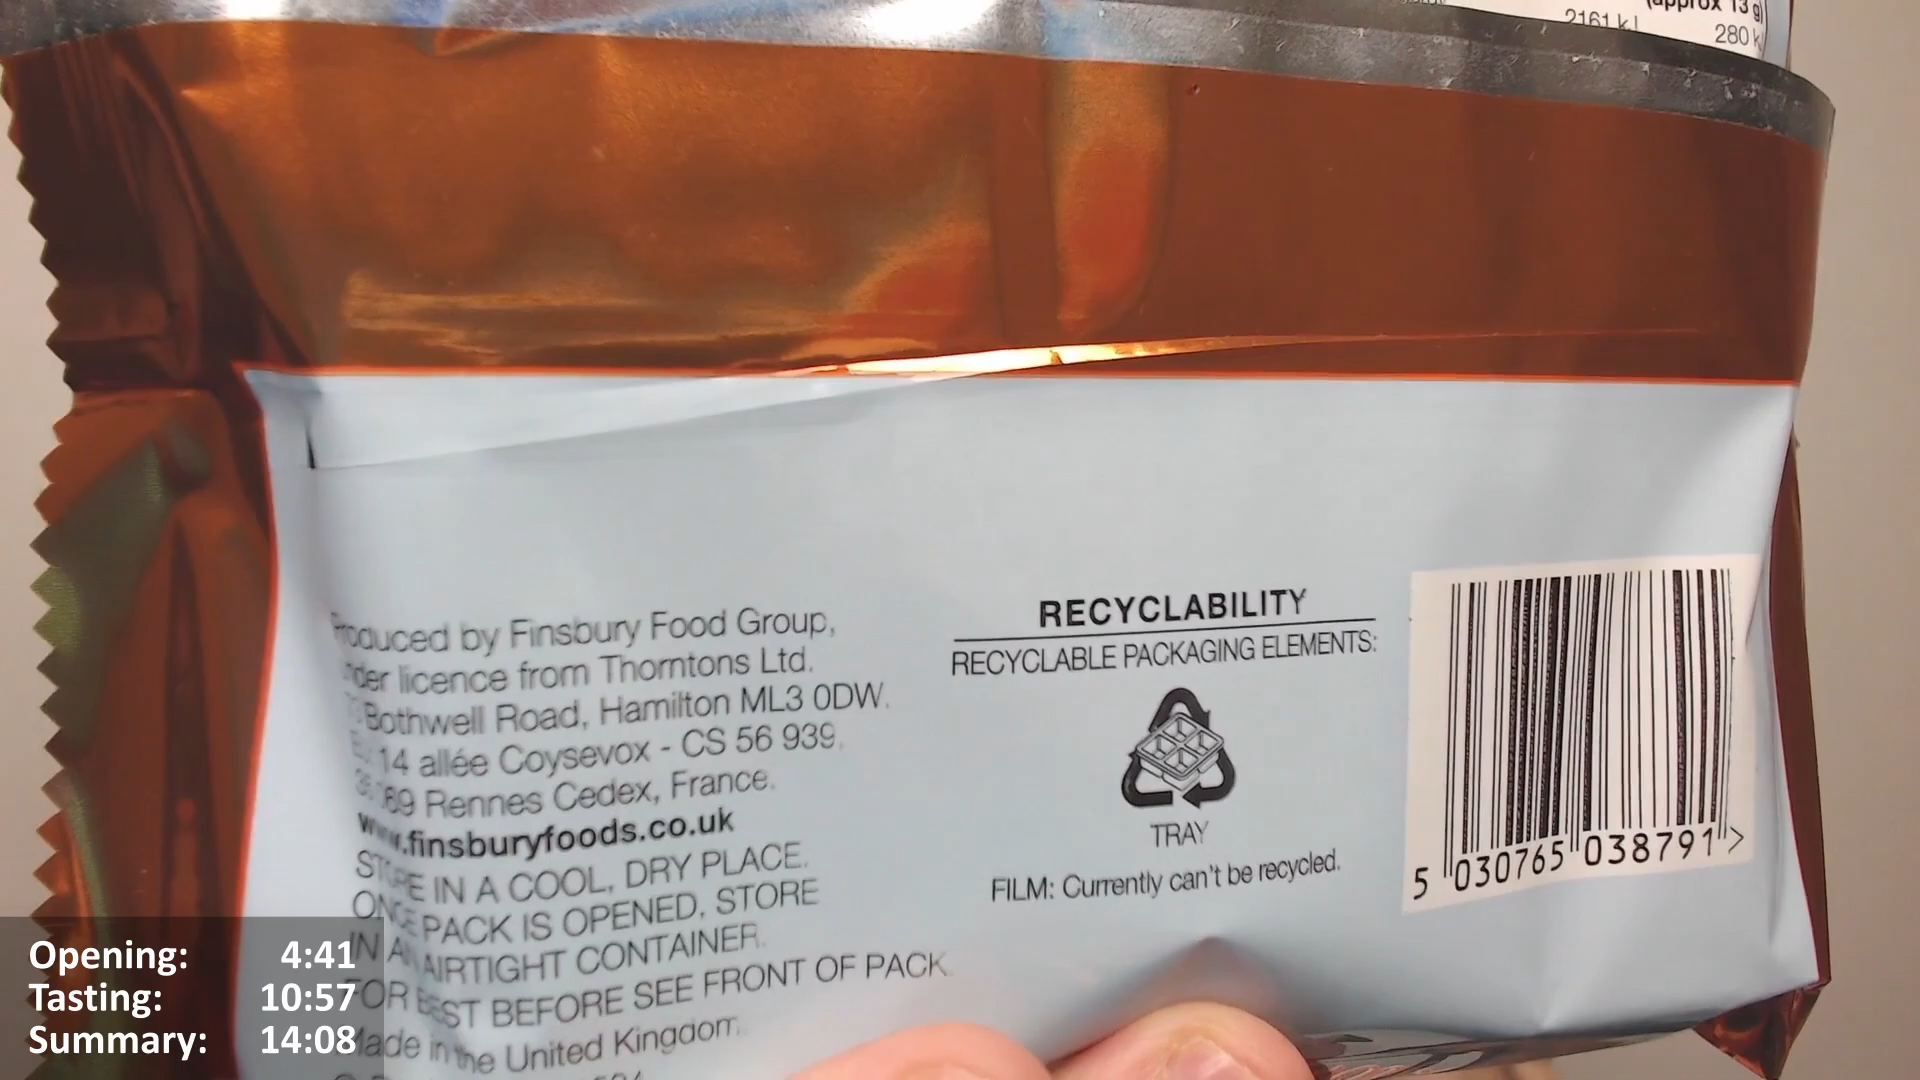 (approx 13 g)
2161 kJ 280 k
Produced by Finsbury Food Group,
under licence from Thorntons Ltd.
Bothwell Road, Hamilton ML3 0DW.
14 allée Coysevox - CS 56 939,
Rennes Cedex, France.
www.finsburyfoods.co.uk
STORE IN A COOL, DRY PLACE.
ONCE PACK IS OPENED, STORE
IN AN AIRTIGHT CONTAINER.
FOR BEST BEFORE SEE FRONT OF PACK.
Made in the United Kingdom.
RECYCLABILITY
RECYCLABLE PACKAGING ELEMENTS:
TRAY
FILM: Currently can't be recycled.
5 030765 038791 >
Opening: 4:41
Tasting: 10:57
Summary: 14:08